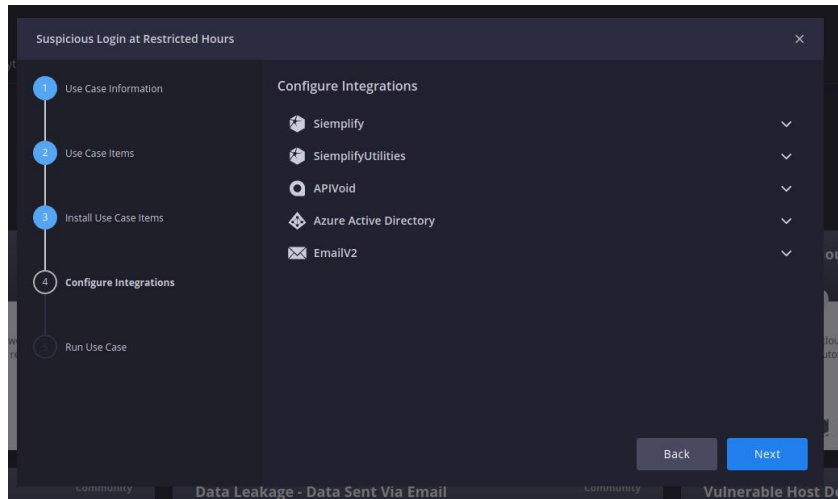 Suspicious Login at Restricted Hours
1 Use Case Information
2 Use Case Items
3 Install Use Case Items
4 Configure Integrations
5 Run Use Case
Configure Integrations
Siemplify
SiemplifyUtilities
APIVoid
Azure Active Directory
EmailV2
Back
Next
Community
Data Leakage - Data Sent Via Email
Community
Vulnerable Host D